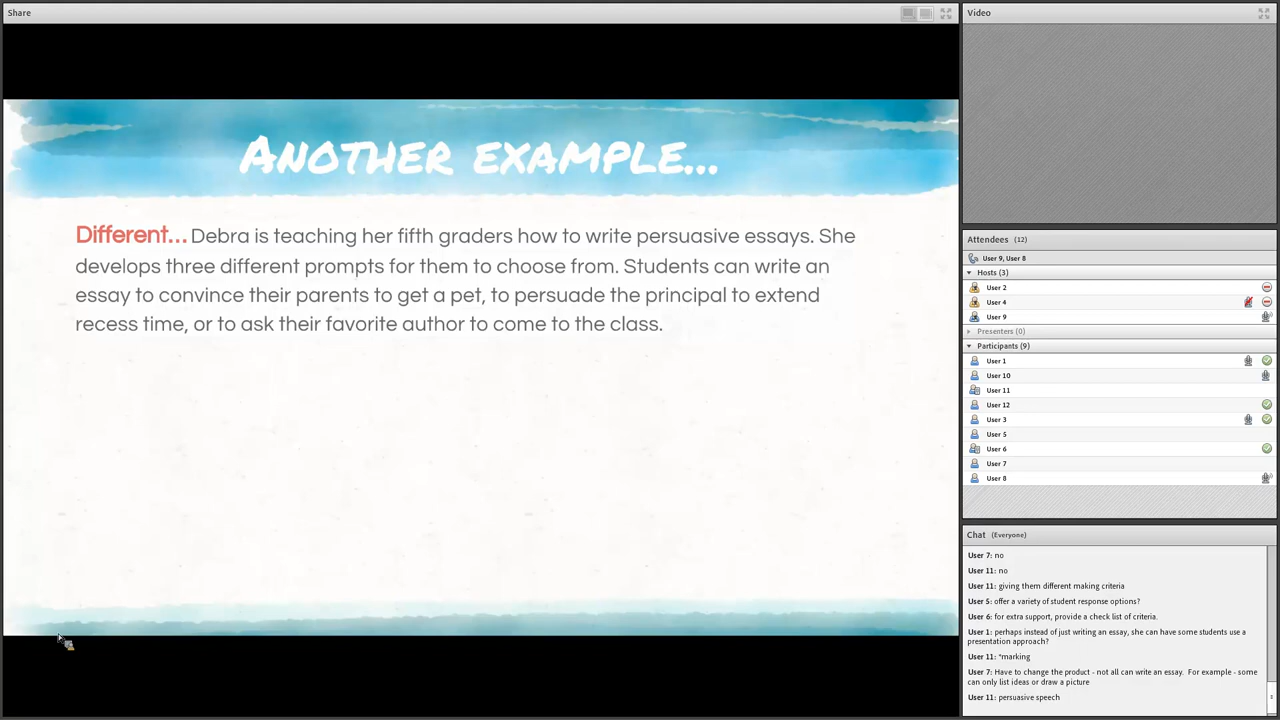 Share
Another example...
Different... Debra is teaching her fifth graders how to write persuasive essays. She
develops three different prompts for them to choose from. Students can write an
essay to convince their parents to get a pet, to persuade the principal to extend
recess time, or to ask their favorite author to come to the class.
Video
Attendees (12)
User 9, User 8
Hosts (3)
User 2
User 4
User 9
Presenters (0)
Participants (9)
User 1
User 10
User 11
User 12
User 3
User 5
User 6
User 7
User 8
Chat (Everyone)
User 7: no
User 11: no
User 11: giving them different making criteria
User 5: offer a variety of student response options?
User 6: for extra support, provide a check list of criteria.
User 1: perhaps instead of just writing an essay, she can have some students use a
presentation approach?
User 11: *marking
User 7: Have to change the product - not all can write an essay. For example - some
can only list ideas or draw a picture
User 11: persuasive speech